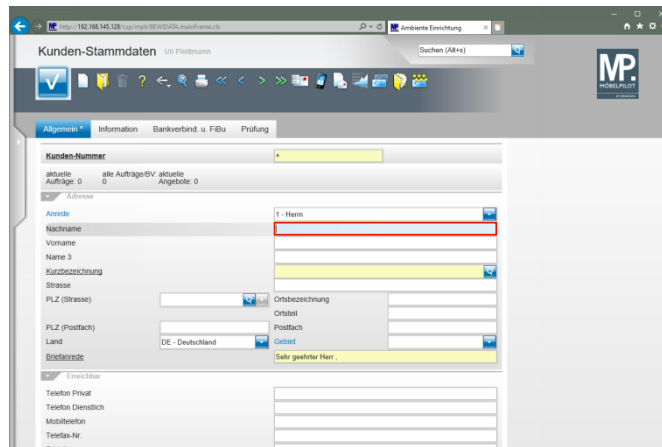 http://192.168.145.128/csp/mpll/BEWIDATA.mainFrame.cls
MP Ambiente Einrichtung
Kunden-Stammdaten Uli Flottmann
Suchen (Alt+s)
MP.
MÖBELPILOT
Allgemein * Information Bankverbind. u. FiBu Prüfung
Kunden-Nummer +
aktuelle alle Aufträge/BV: aktuelle
Aufträge: 0 0 Angebote: 0
Adresse
Anrede 1 - Herrn
Nachname
Vorname
Name 3
Kurzbezeichnung
Strasse
PLZ (Strasse) Ortsbezeichnung
Ortsteil
PLZ (Postfach) Postfach
Land DE - Deutschland Gebiet
Briefanrede Sehr geehrter Herr ,
Erreichbar
Telefon Privat
Telefon Dienstlich
Mobiltelefon
Telefax-Nr.